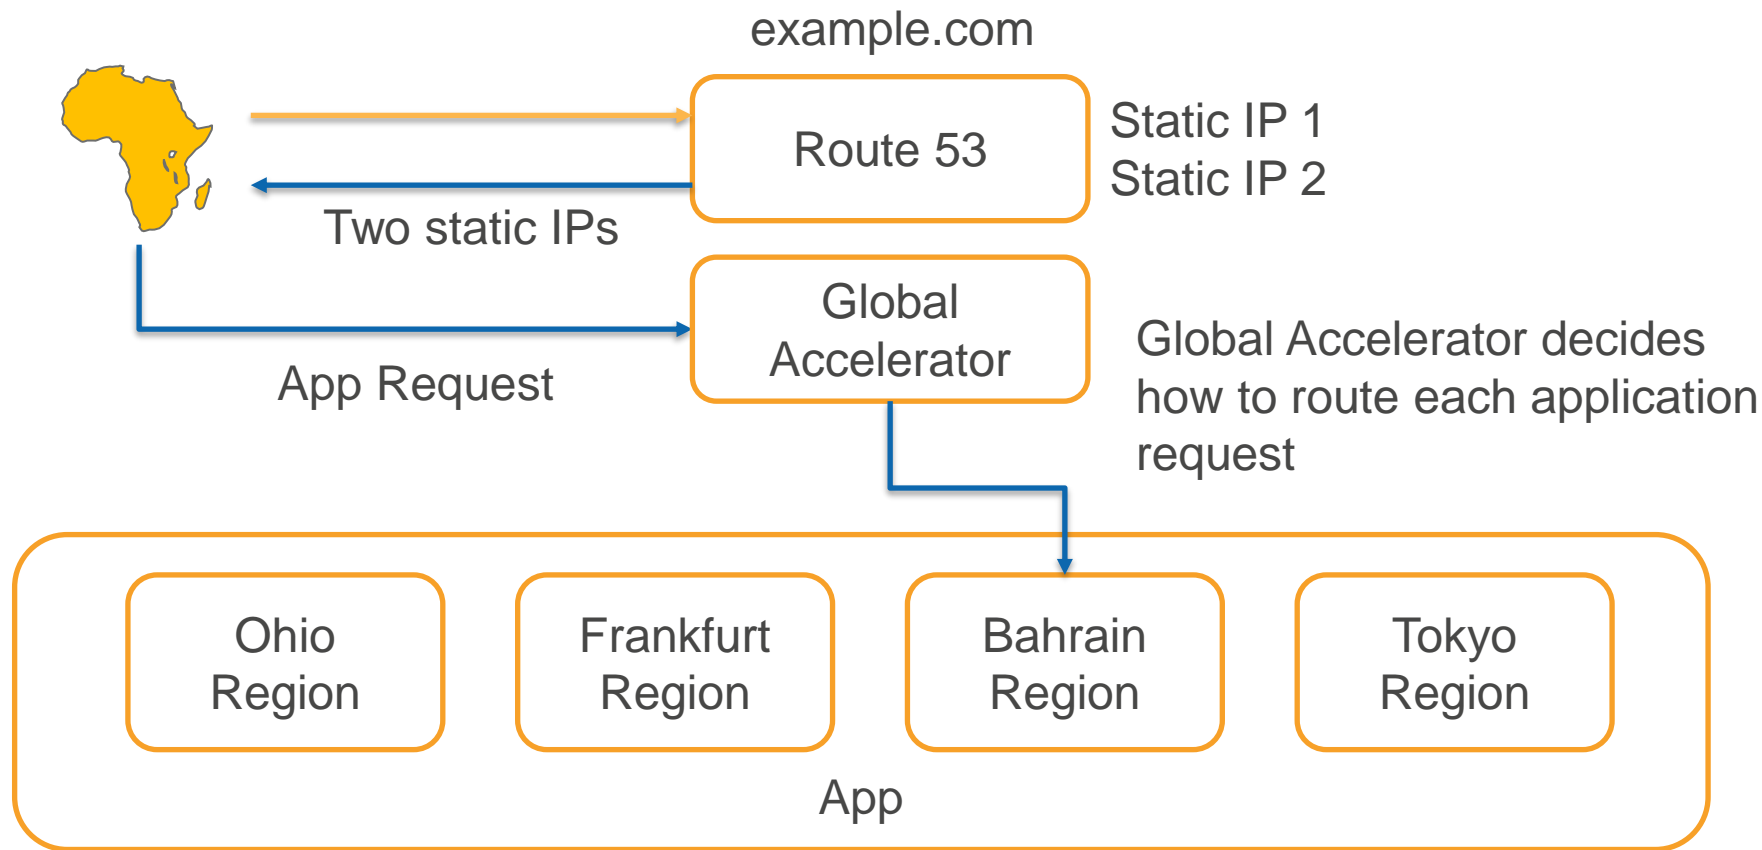 example.com
Route 53
Static IP 1
Static IP 2
Two static IPs
Global
Accelerator
App Request
Global Accelerator decides
how to route each application
request
Ohio
Region
Frankfurt
Region
Bahrain
Region
Tokyo
Region
App